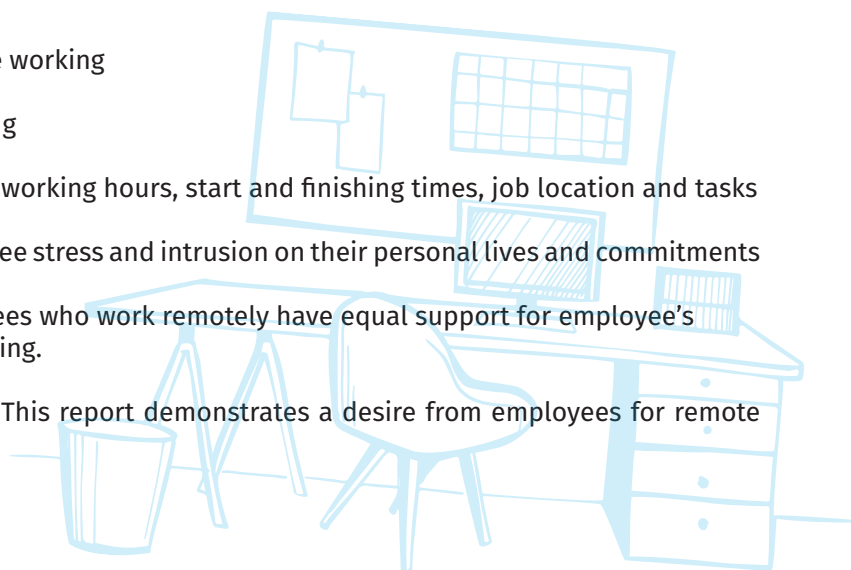 working
g
working hours, start and finishing times, job location and tasks
ee stress and intrusion on their personal lives and commitments
ees who work remotely have equal support for employee's
ing.
This report demonstrates a desire from employees for remote